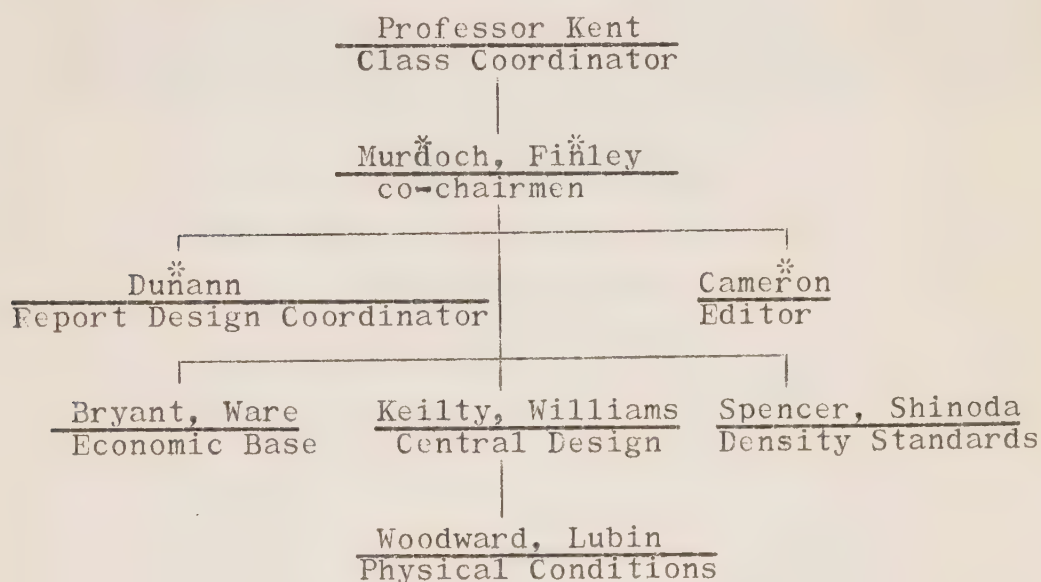 Professor Kent
Class Coordinator
Murdoch, Finley
co-chairmen
Dunann
Report Design Coordinator
Cameron
Editor
Bryant, Ware
Economic Base
Keilty, Williams
Central Design
Spencer, Shinoda
Density Standards
Woodward, Lubin
Physical Conditions